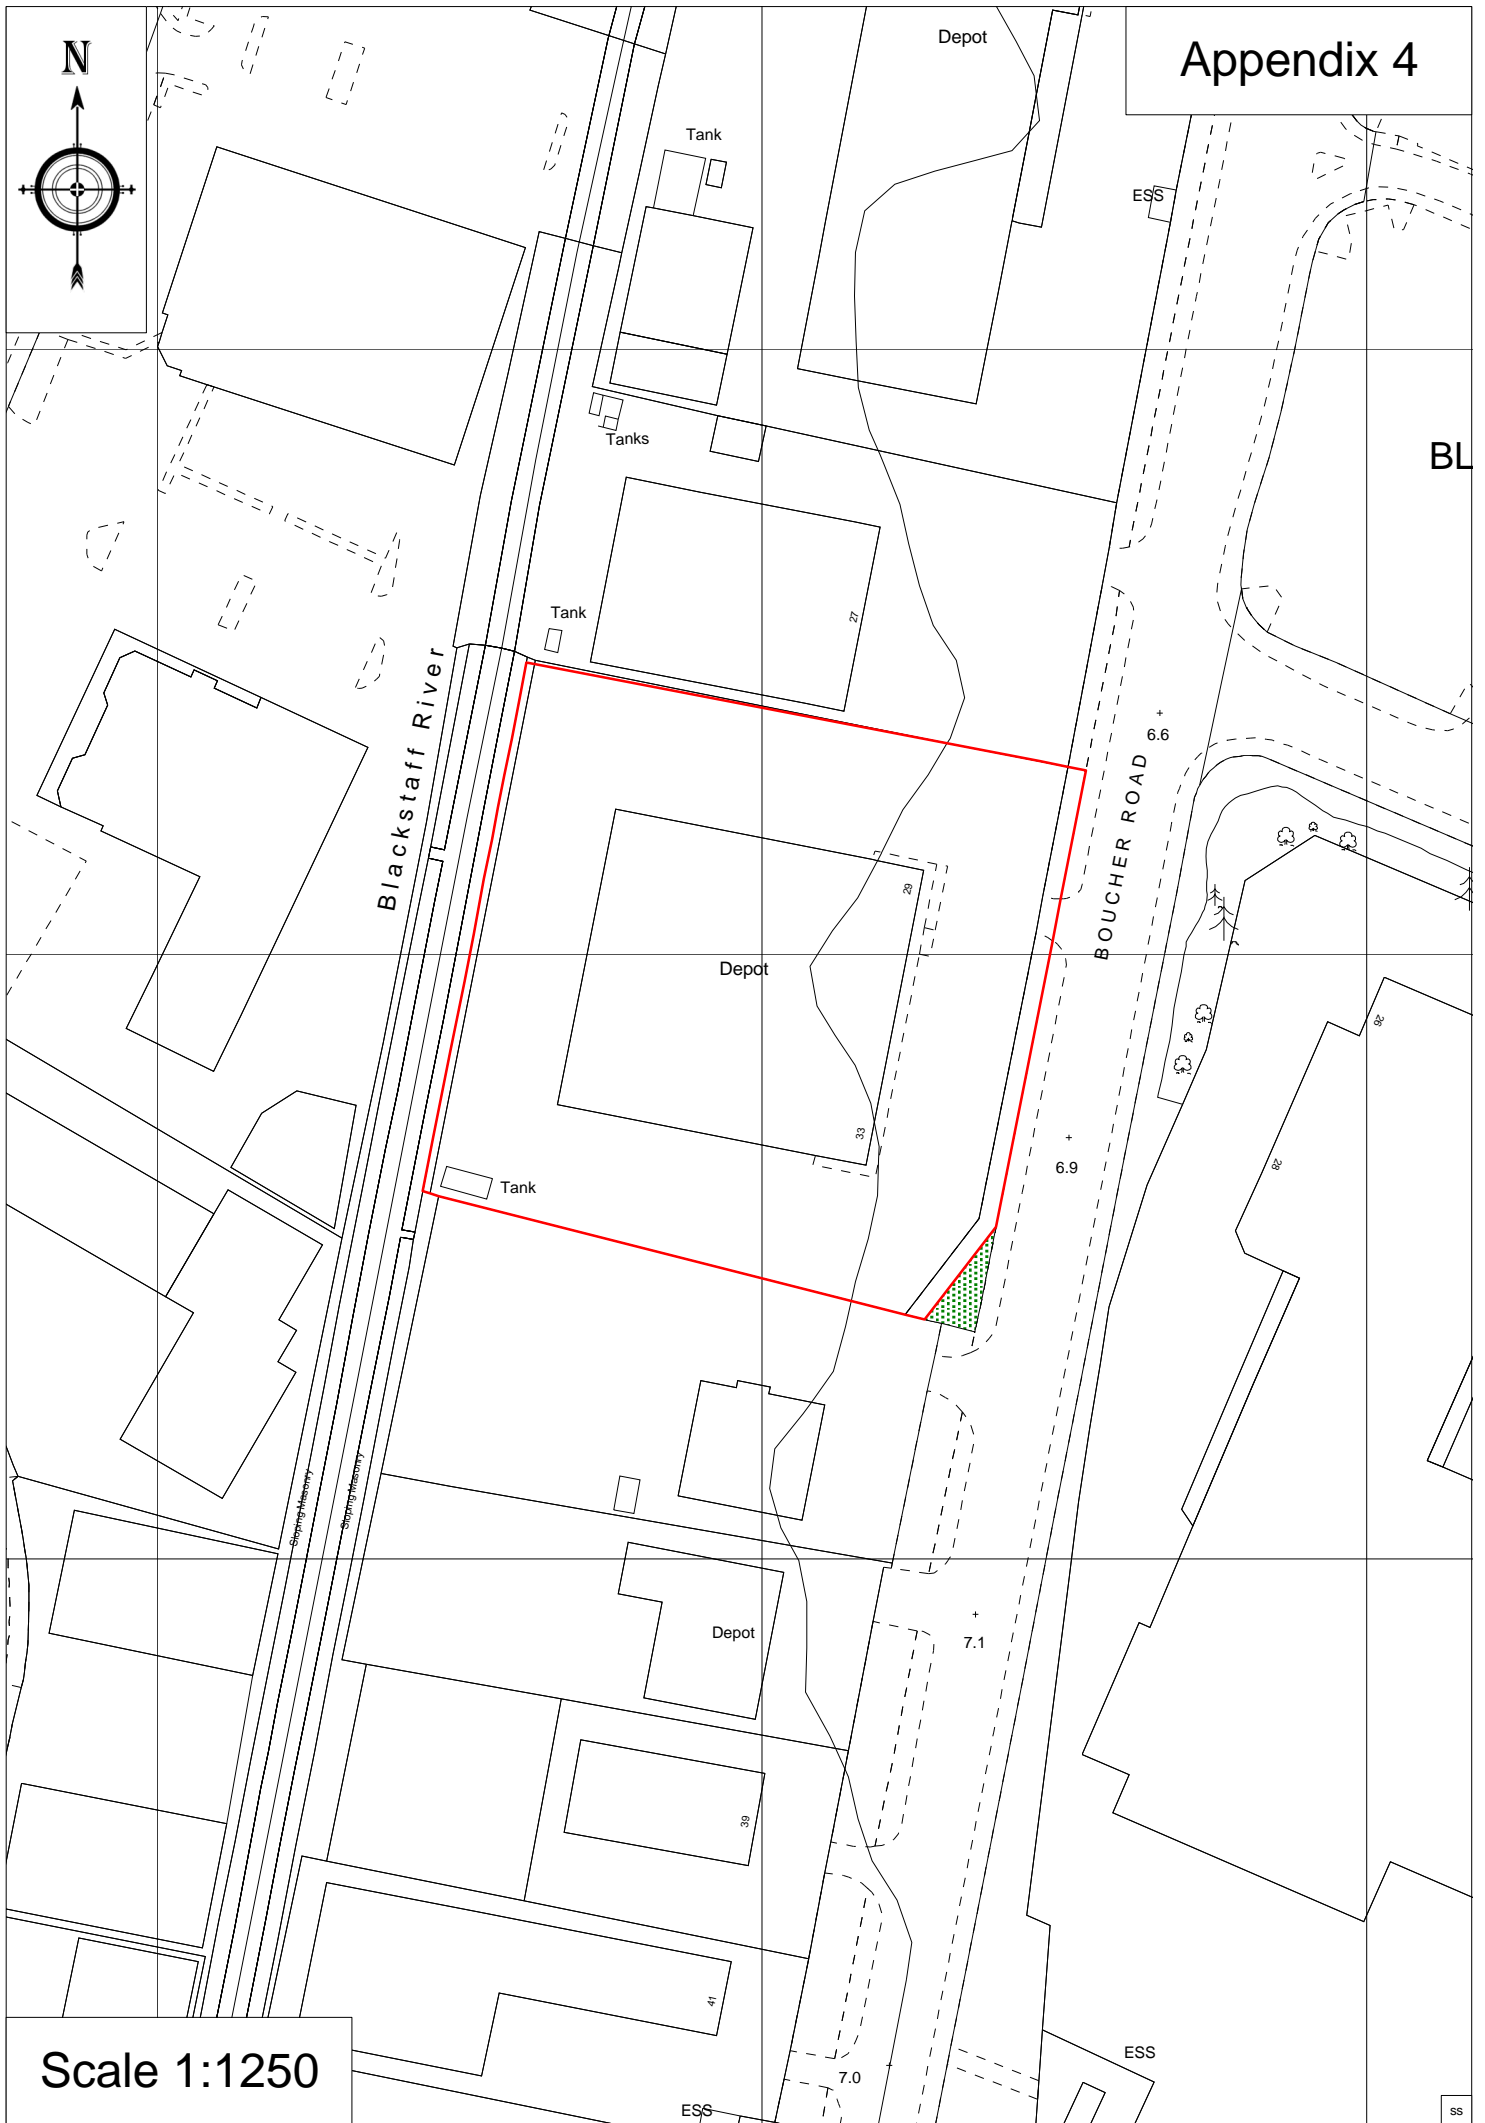 N
Depot
Appendix 4
Tank
ESS
Tanks
BL
Tank
27
Blackstaff River
6.6
BOUCHER ROAD
29
Depot
26
33
6.9
28
Tank
Sloping Masonry
Sloping Masonry
7.1
Depot
39
41
Scale 1:1250
ESS
7.0
ESS
ss